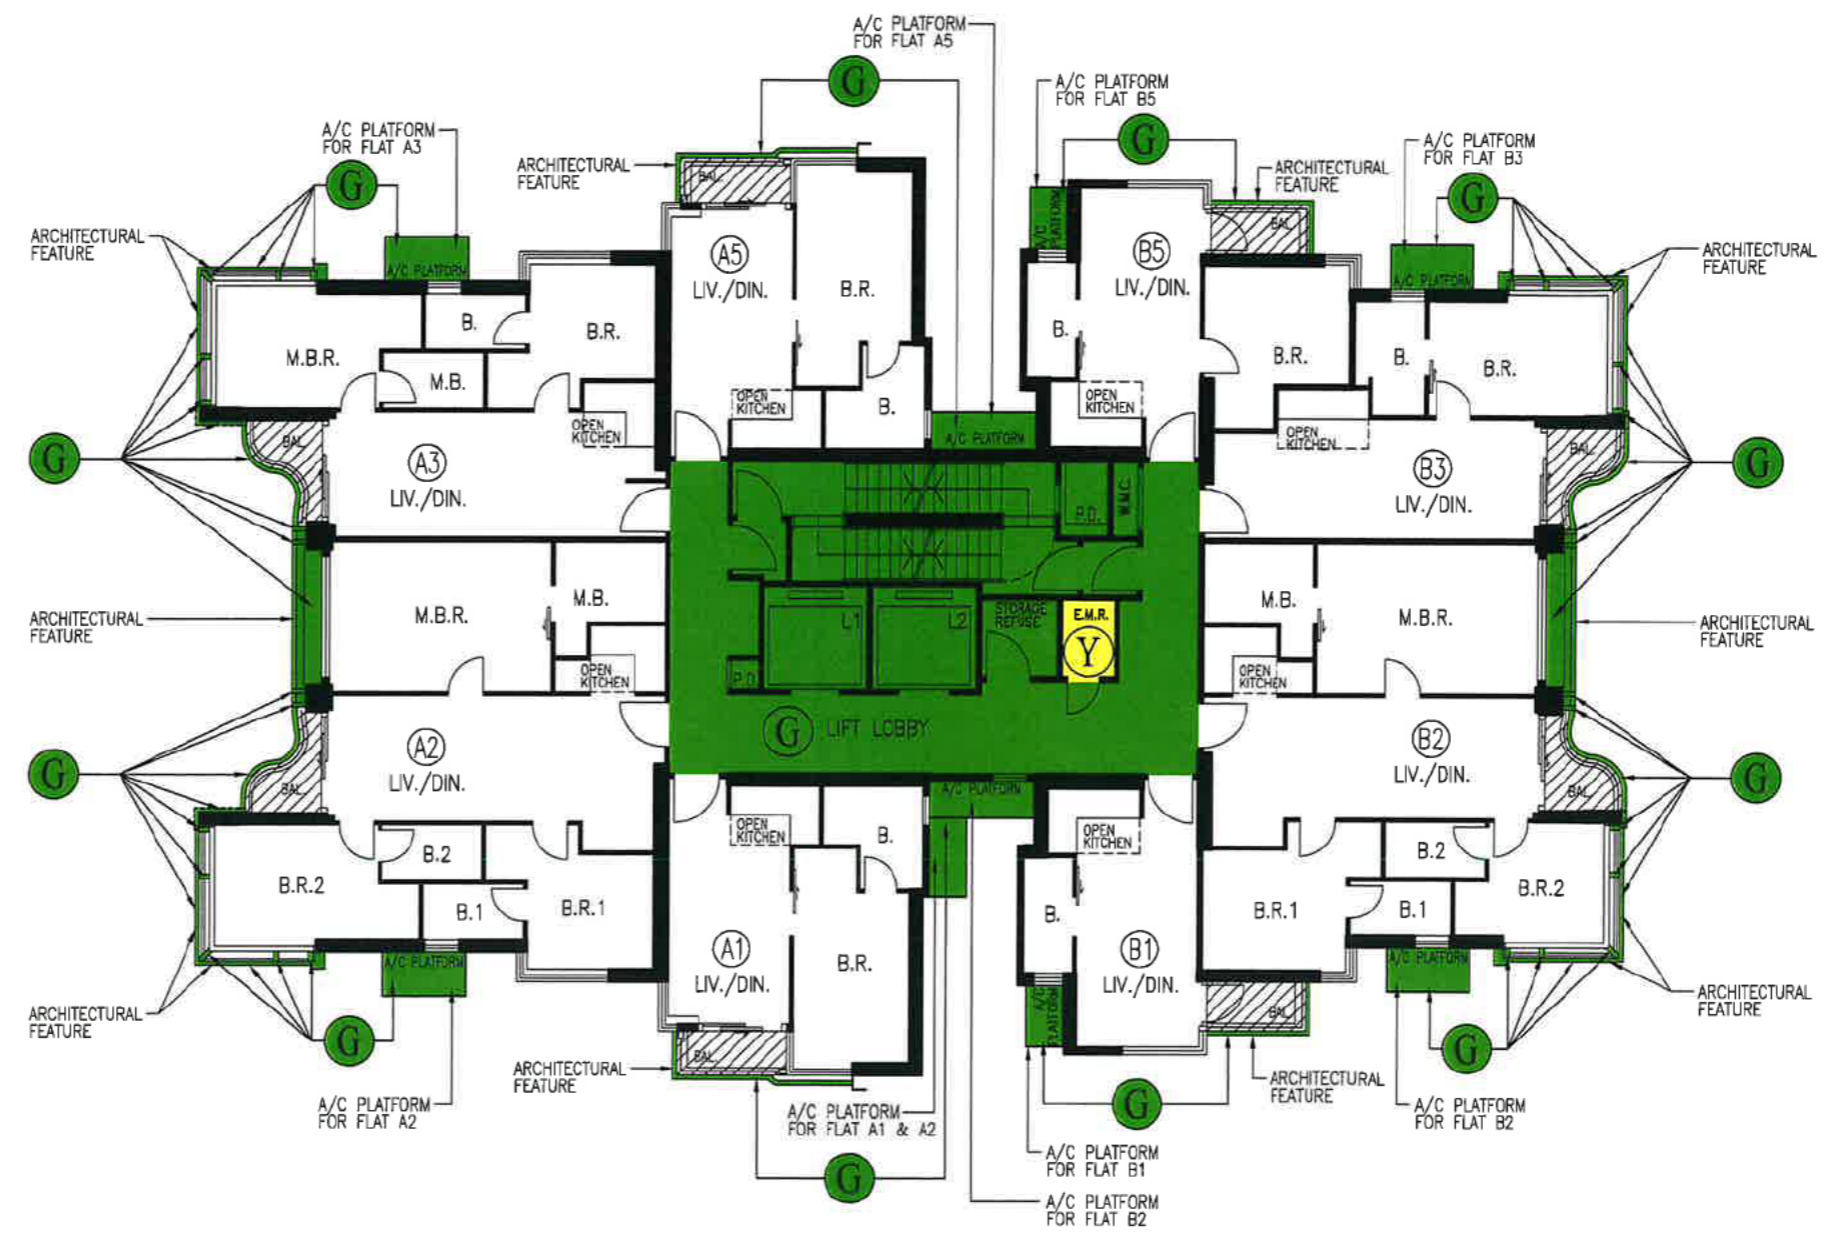 A/C PLATFORM
FOR FLAT A5
G
A/C PLATFORM
FOR FLAT B5
G
A/C PLATFORM
FOR FLAT A3
G
ARCHITECTURAL
FEATURE
BAL.
ARCHITECTURAL
FEATURE
A/C PLATFORM
FOR FLAT B3
G
ARCHITECTURAL
FEATURE
A/C PLATFORM
A/C
PLATFORM
BAL.
A/C PLATFORM
ARCHITECTURAL
FEATURE
A5
LIV./DIN.
B.R.
B5
LIV./DIN.
M.B.R.
B.
B.R.
M.B.
B.
B.R.
B.
B.R.
OPEN
KITCHEN
OPEN
KITCHEN
B.
OPEN
KITCHEN
OPEN
KITCHEN
A/C PLATFORM
G
BAL.
A3
LIV./DIN.
B3
LIV./DIN.
BAL.
G
P.D.
W.M.C.
M.B.R.
M.B.
OPEN
KITCHEN
L1
L2
STORAGE
REFUSE
E.M.R.
Y
P.D.
M.B.
OPEN
KITCHEN
M.B.R.
ARCHITECTURAL
FEATURE
ARCHITECTURAL
FEATURE
G
LIFT LOBBY
G
BAL.
A2
LIV./DIN.
B2
LIV./DIN.
BAL.
G
A/C PLATFORM
OPEN
KITCHEN
B.
OPEN
KITCHEN
B.R.2
B.2
B.1
B.R.1
B.
B.R.1
B.2
B.1
B.R.2
A1
LIV./DIN.
B.R.
B1
LIV./DIN.
A/C PLATFORM
A/C
PLATFORM
A/C PLATFORM
ARCHITECTURAL
FEATURE
G
BAL.
BAL.
G
ARCHITECTURAL
FEATURE
ARCHITECTURAL
FEATURE
ARCHITECTURAL
FEATURE
A/C PLATFORM
FOR FLAT A2
A/C PLATFORM
FOR FLAT A1 & A2
G
G
A/C PLATFORM
FOR FLAT B2
A/C PLATFORM
FOR FLAT B1
A/C PLATFORM
FOR FLAT B2